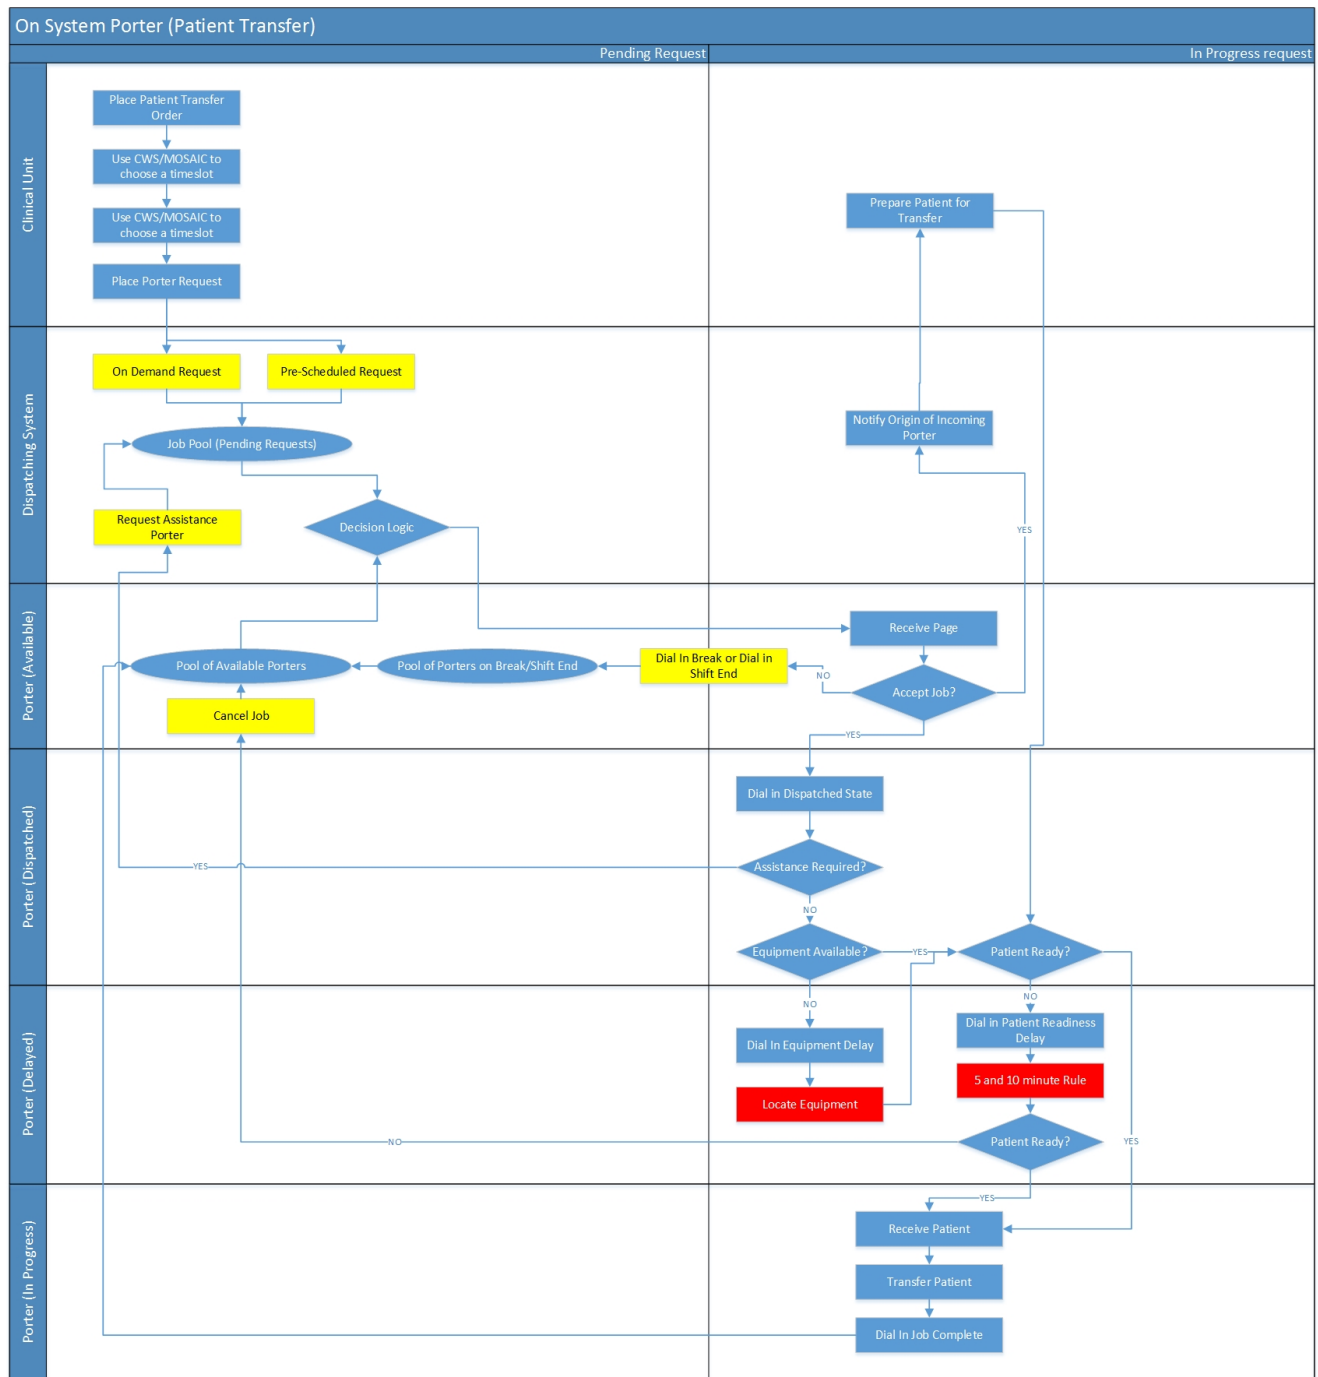 On System Porter (Patient Transfer)
Pending Request
In Progress request
Clinical Unit
Place Patient Transfer
Order
Use CWS/MOSAIC to
choose a timeslot
Use CWS/MOSAIC to
choose a timeslot
Place Porter Request
Prepare Patient for
Transfer
Dispatching System
On Demand Request
Pre-Scheduled Request
Job Pool (Pending Requests)
Request Assistance
Porter
Decision Logic
Notify Origin of Incoming
Porter
YES
Porter (Available)
Receive Page
Pool of Available Porters
Pool of Porters on Break/Shift End
Dial In Break or Dial in
Shift End
NO
Accept Job?
Cancel Job
YES
Porter (Dispatched)
Dial in Dispatched State
YES
Assistance Required?
NO
Equipment Available?
YES
Patient Ready?
Porter (Delayed)
NO
NO
Dial In Equipment Delay
Dial in Patient Readiness
Delay
Locate Equipment
5 and 10 minute Rule
NO
Patient Ready?
YES
Porter (In Progress)
YES
Receive Patient
Transfer Patient
Dial In Job Complete